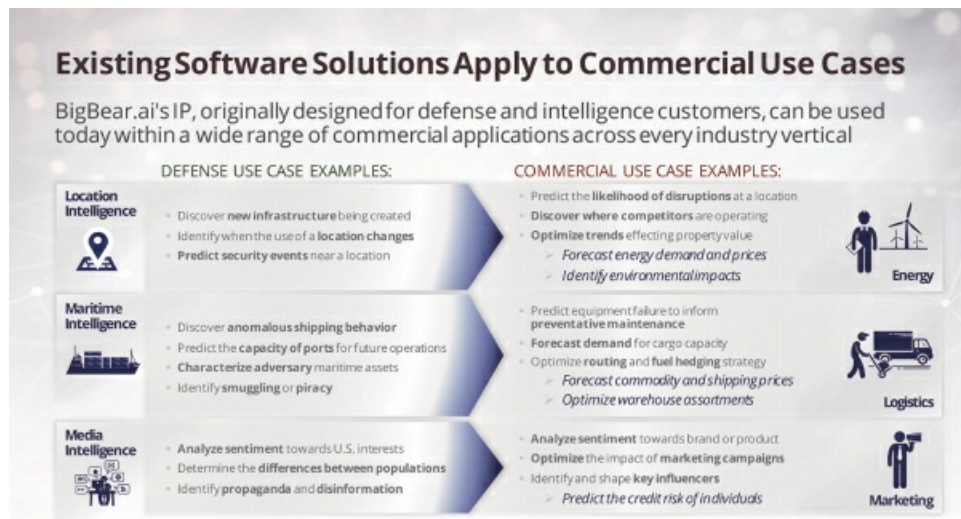 Existing Software Solutions Apply to Commercial Use Cases
BigBear.ai's IP, originally designed for defense and intelligence customers, can be used
today within a wide range of commercial applications across every industry vertical
DEFENSE USE CASE EXAMPLES:
COMMERCIAL USE CASE EXAMPLES:
Location
Intelligence
Discover new infrastructure being created
Identify when the use of a location changes
Predict security events near a location
Predict the likelihood of disruptions at a location
Discover where competitors are operating
Optimize trends effecting property value
Forecast energy demand and prices
Identify environmental impacts
Energy
Maritime
Intelligence
Discover anomalous shipping behavior
Predict the capacity of ports for future operations
Characterize adversary maritime assets
Identify smuggling or piracy
Predict equipment failure to inform
preventative maintenance
Forecast demand for cargo capacity
Optimize routing and fuel hedging strategy
Forecast commodity and shipping prices
Optimize warehouse assortments
Logistics
Media
Intelligence
Analyze sentiment towards U.S. interests
Determine the differences between populations
Identify propaganda and disinformation
Analyze sentiment towards brand or product
Optimize the impact of marketing campaigns
Identify and shape key influencers
Predict the credit risk of individuals
Marketing